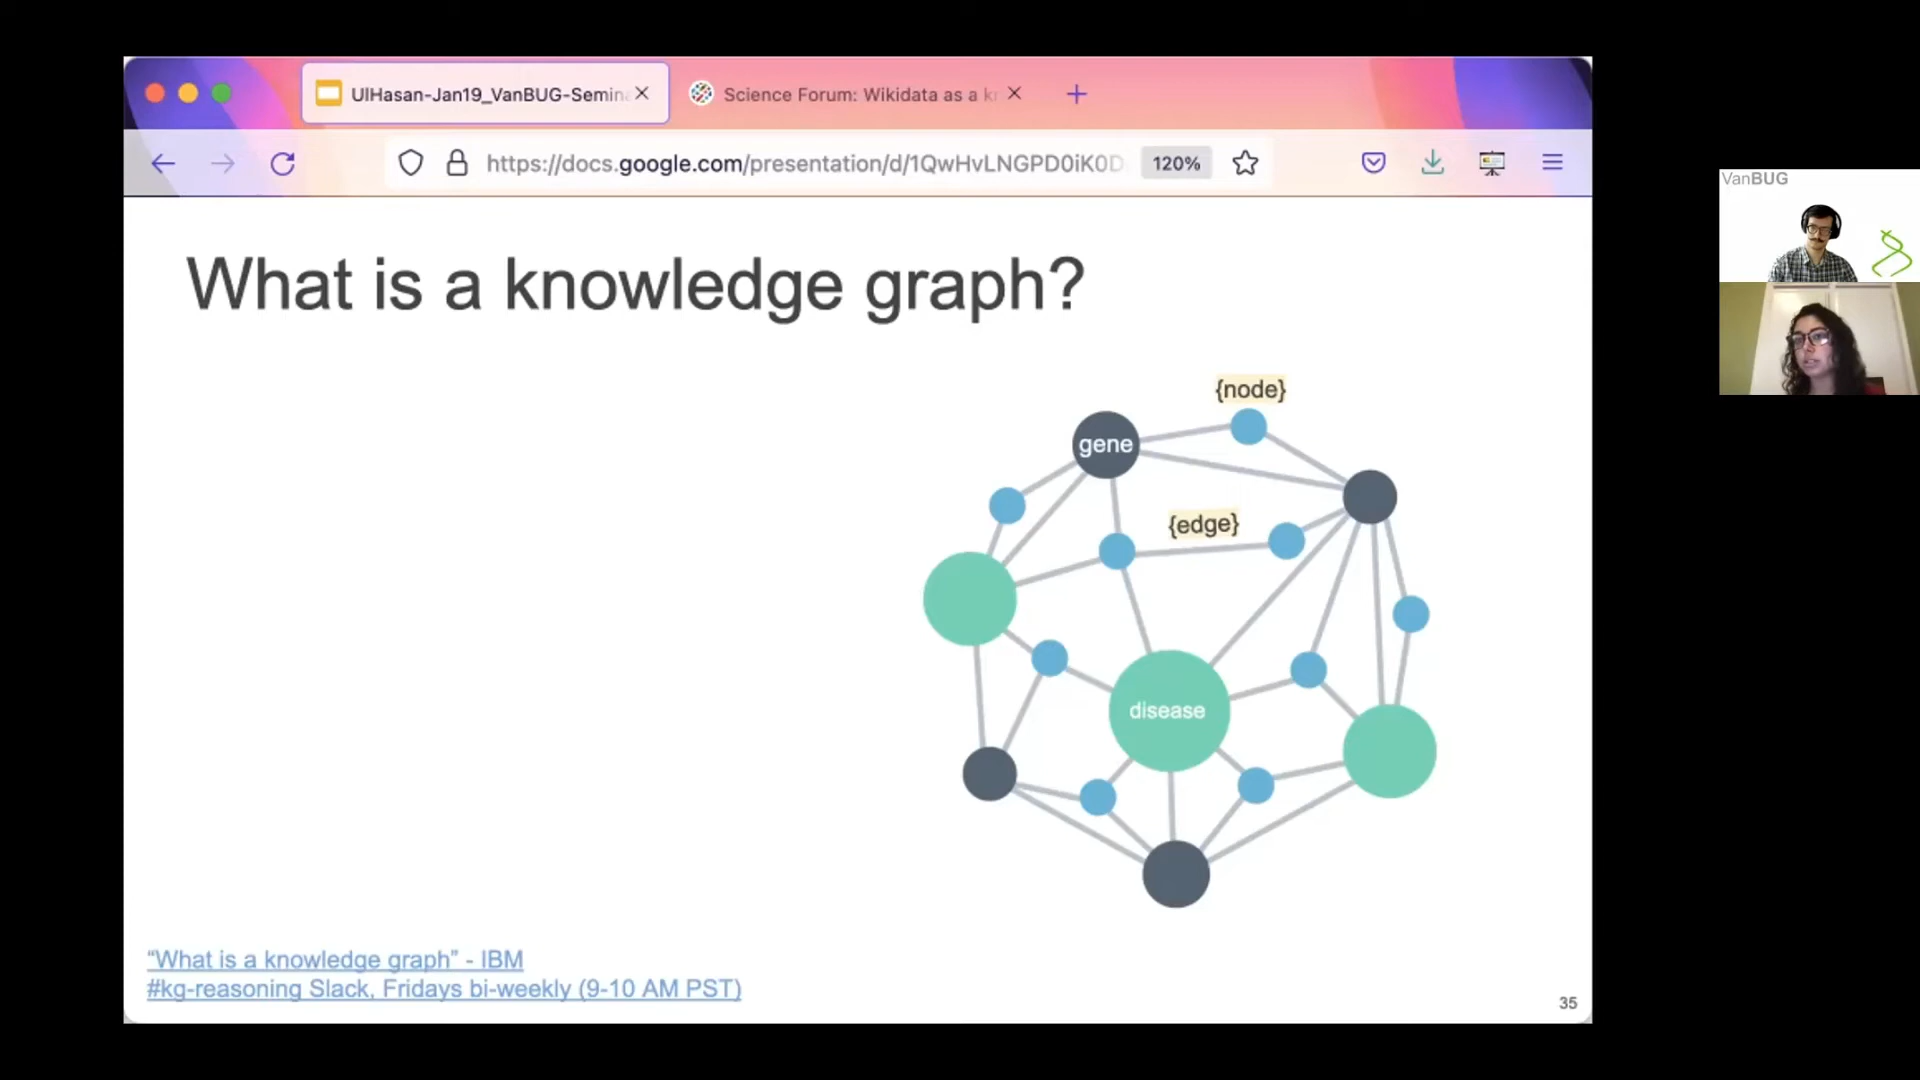 UlHasan-Jan19_VanBUG-Semin
Science Forum: Wikidata as a k
https://docs.google.com/presentation/d/1QwHvLNGPD0iK0D
120%
VanBUG
What is a knowledge graph?
{node}
gene
{edge}
disease
“What is a knowledge graph” - IBM
#kg-reasoning Slack, Fridays bi-weekly (9-10 AM PST)
35